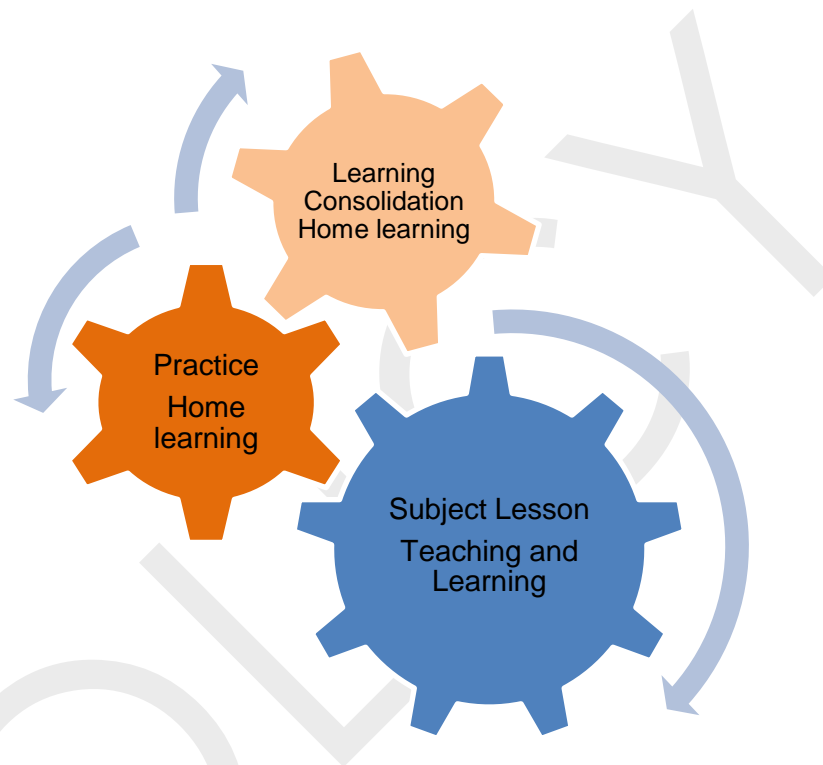 Learning
Consolidation
Home learning
Practice
Home
learning
Subject Lesson
Teaching and
Learning